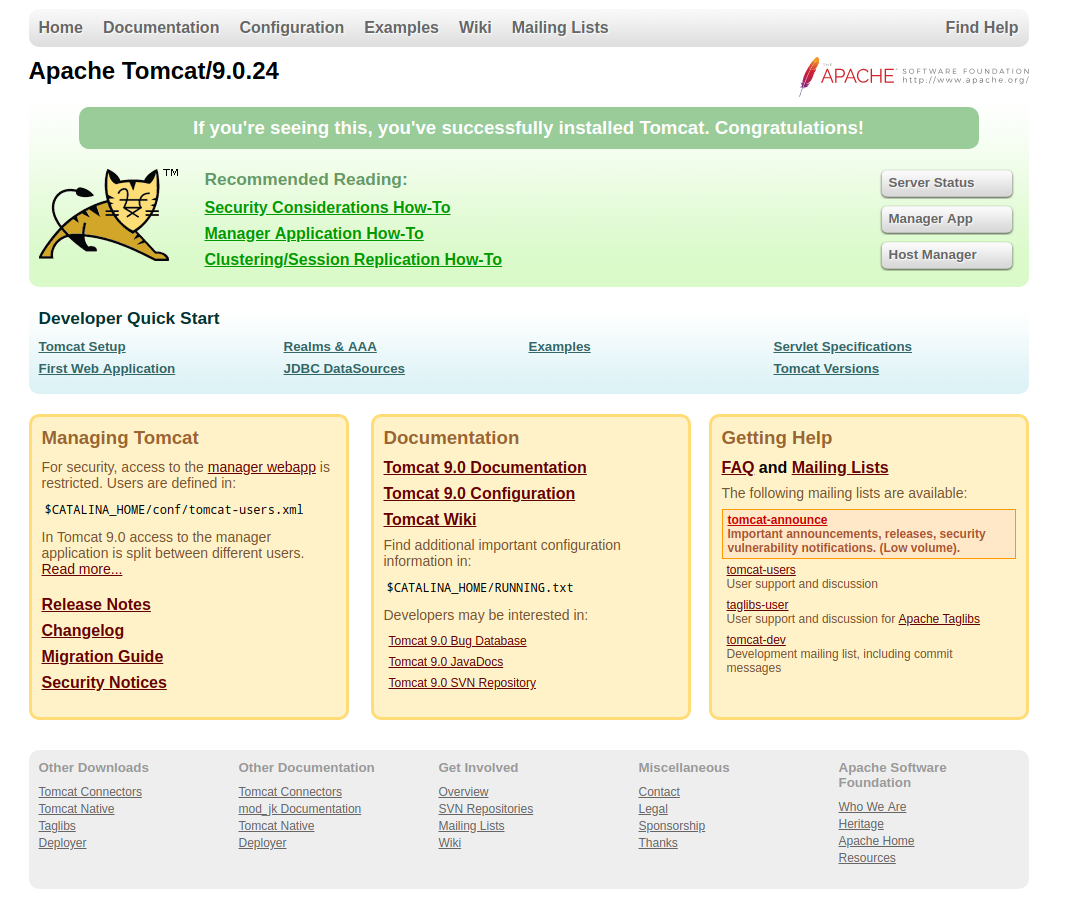 Home Documentation Configuration Examples Wiki Mailing Lists Find Help
Apache Tomcat/9.0.24
THE
APACHE SOFTWARE FOUNDATION
http://www.apache.org/
If you're seeing this, you've successfully installed Tomcat. Congratulations!
TM
Recommended Reading:
Security Considerations How-To
Manager Application How-To
Clustering/Session Replication How-To
Server Status
Manager App
Host Manager
Developer Quick Start
Tomcat Setup
First Web Application
Realms & AAA
JDBC DataSources
Examples
Servlet Specifications
Tomcat Versions
Managing Tomcat
For security, access to the manager webapp is
restricted. Users are defined in:
$CATALINA_HOME/conf/tomcat-users.xml
In Tomcat 9.0 access to the manager
application is split between different users.
Read more...
Release Notes
Changelog
Migration Guide
Security Notices
Documentation
Tomcat 9.0 Documentation
Tomcat 9.0 Configuration
Tomcat Wiki
Find additional important configuration
information in:
$CATALINA_HOME/RUNNING.txt
Developers may be interested in:
Tomcat 9.0 Bug Database
Tomcat 9.0 JavaDocs
Tomcat 9.0 SVN Repository
Getting Help
FAQ and Mailing Lists
The following mailing lists are available:
tomcat-announce
Important announcements, releases, security
vulnerability notifications. (Low volume).
tomcat-users
User support and discussion
taglibs-user
User support and discussion for Apache Taglibs
tomcat-dev
Development mailing list, including commit
messages
Other Downloads
Tomcat Connectors
Tomcat Native
Taglibs
Deployer
Other Documentation
Tomcat Connectors
mod_jk Documentation
Tomcat Native
Deployer
Get Involved
Overview
SVN Repositories
Mailing Lists
Wiki
Miscellaneous
Contact
Legal
Sponsorship
Thanks
Apache Software
Foundation
Who We Are
Heritage
Apache Home
Resources